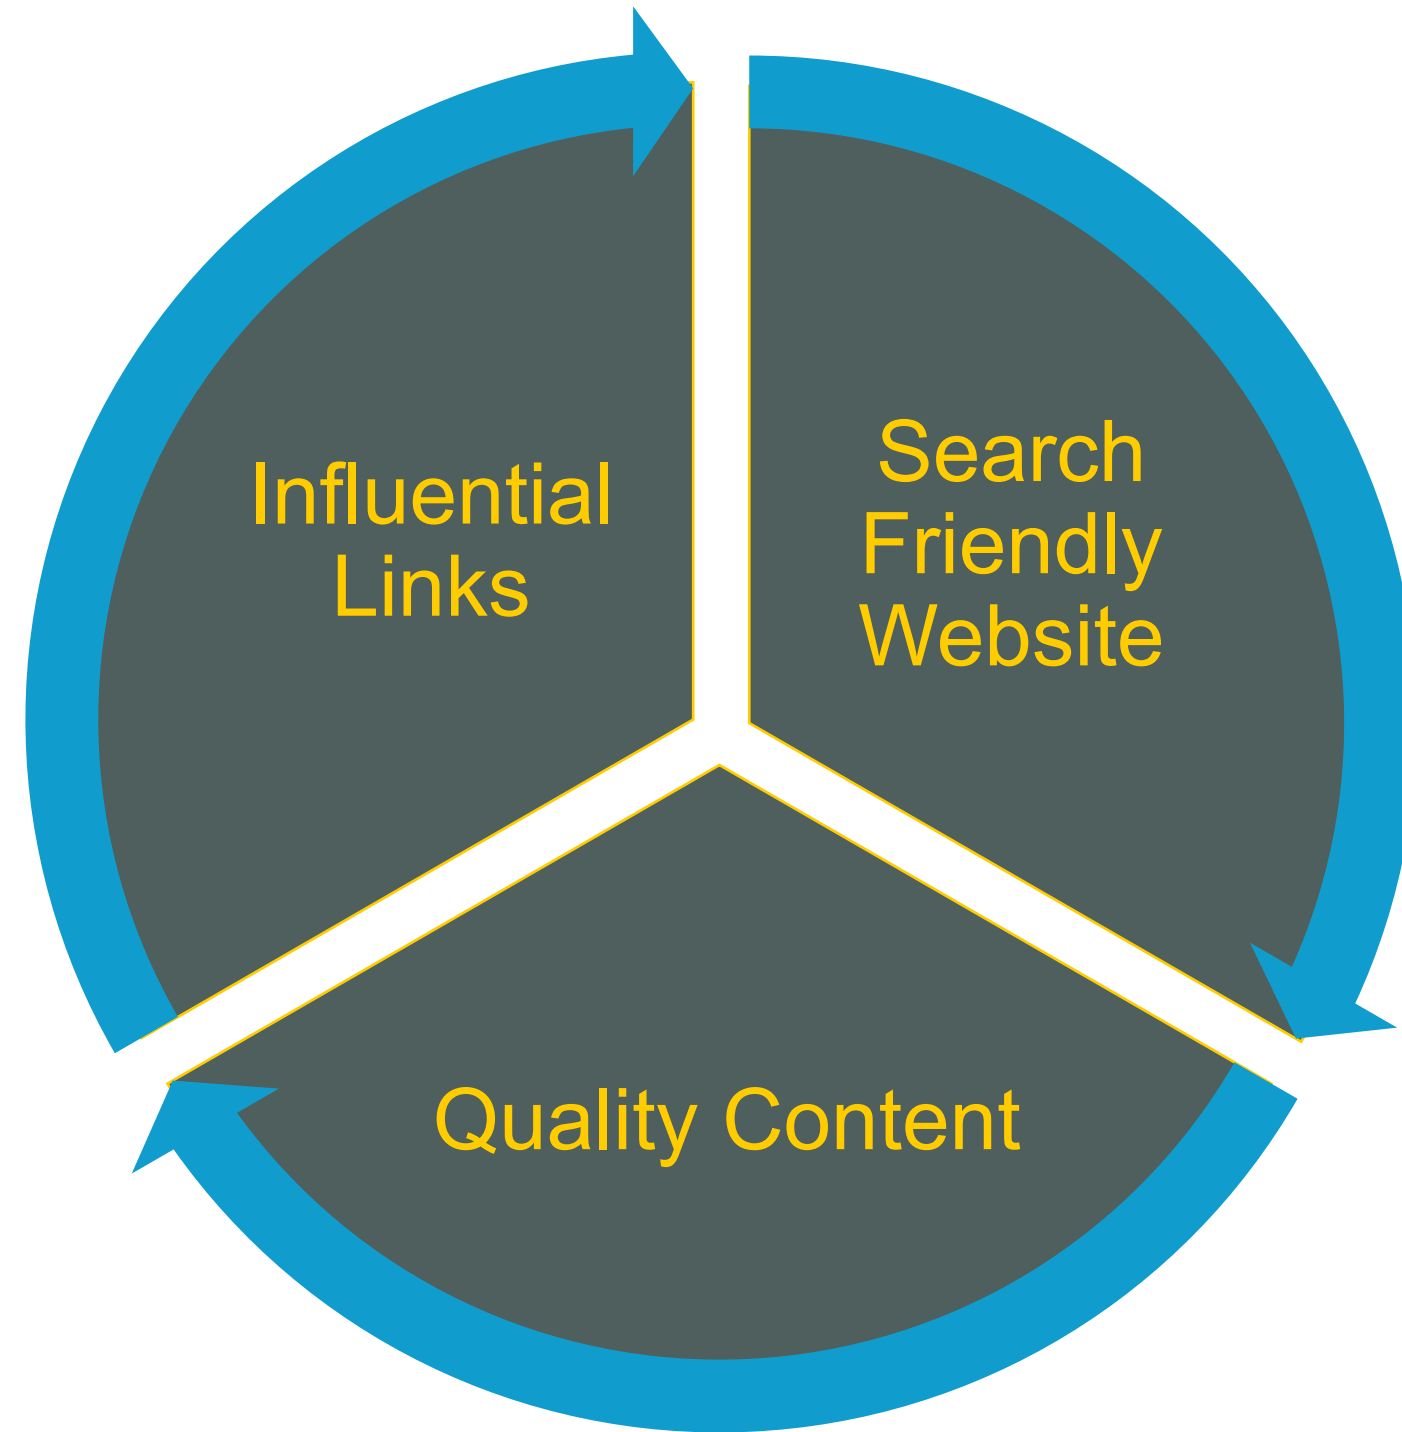 Influential
Links
Search
Friendly
Website
Quality Content